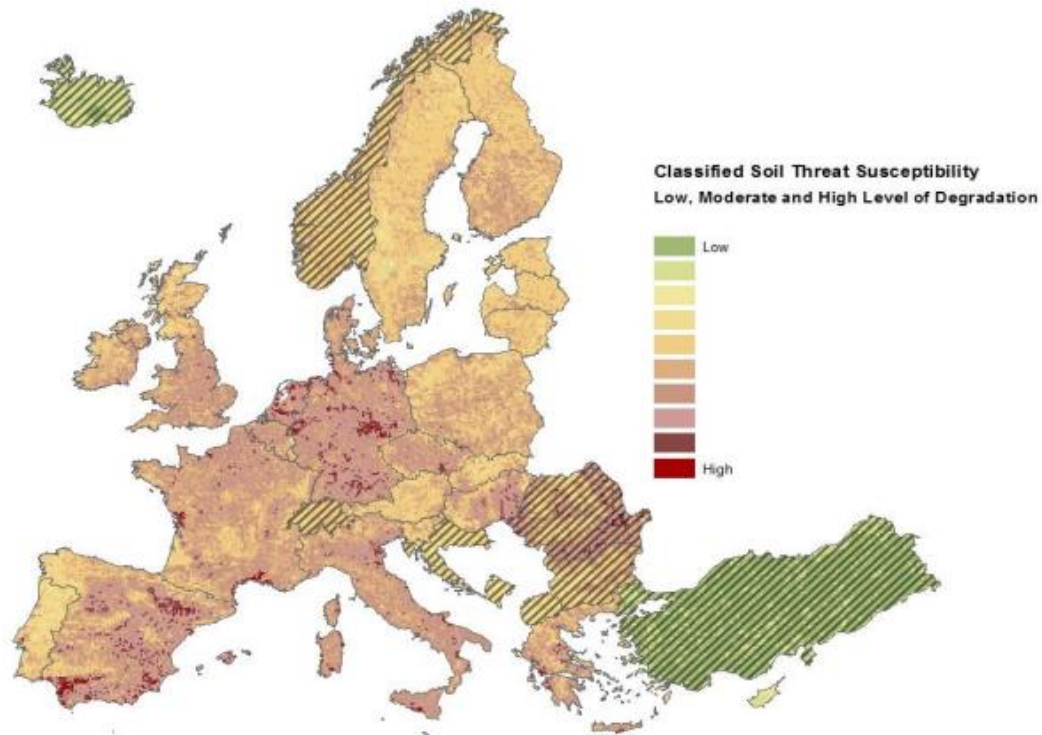 Classified Soil Threat Susceptibility
Low, Moderate and High Level of Degradation
Low
High